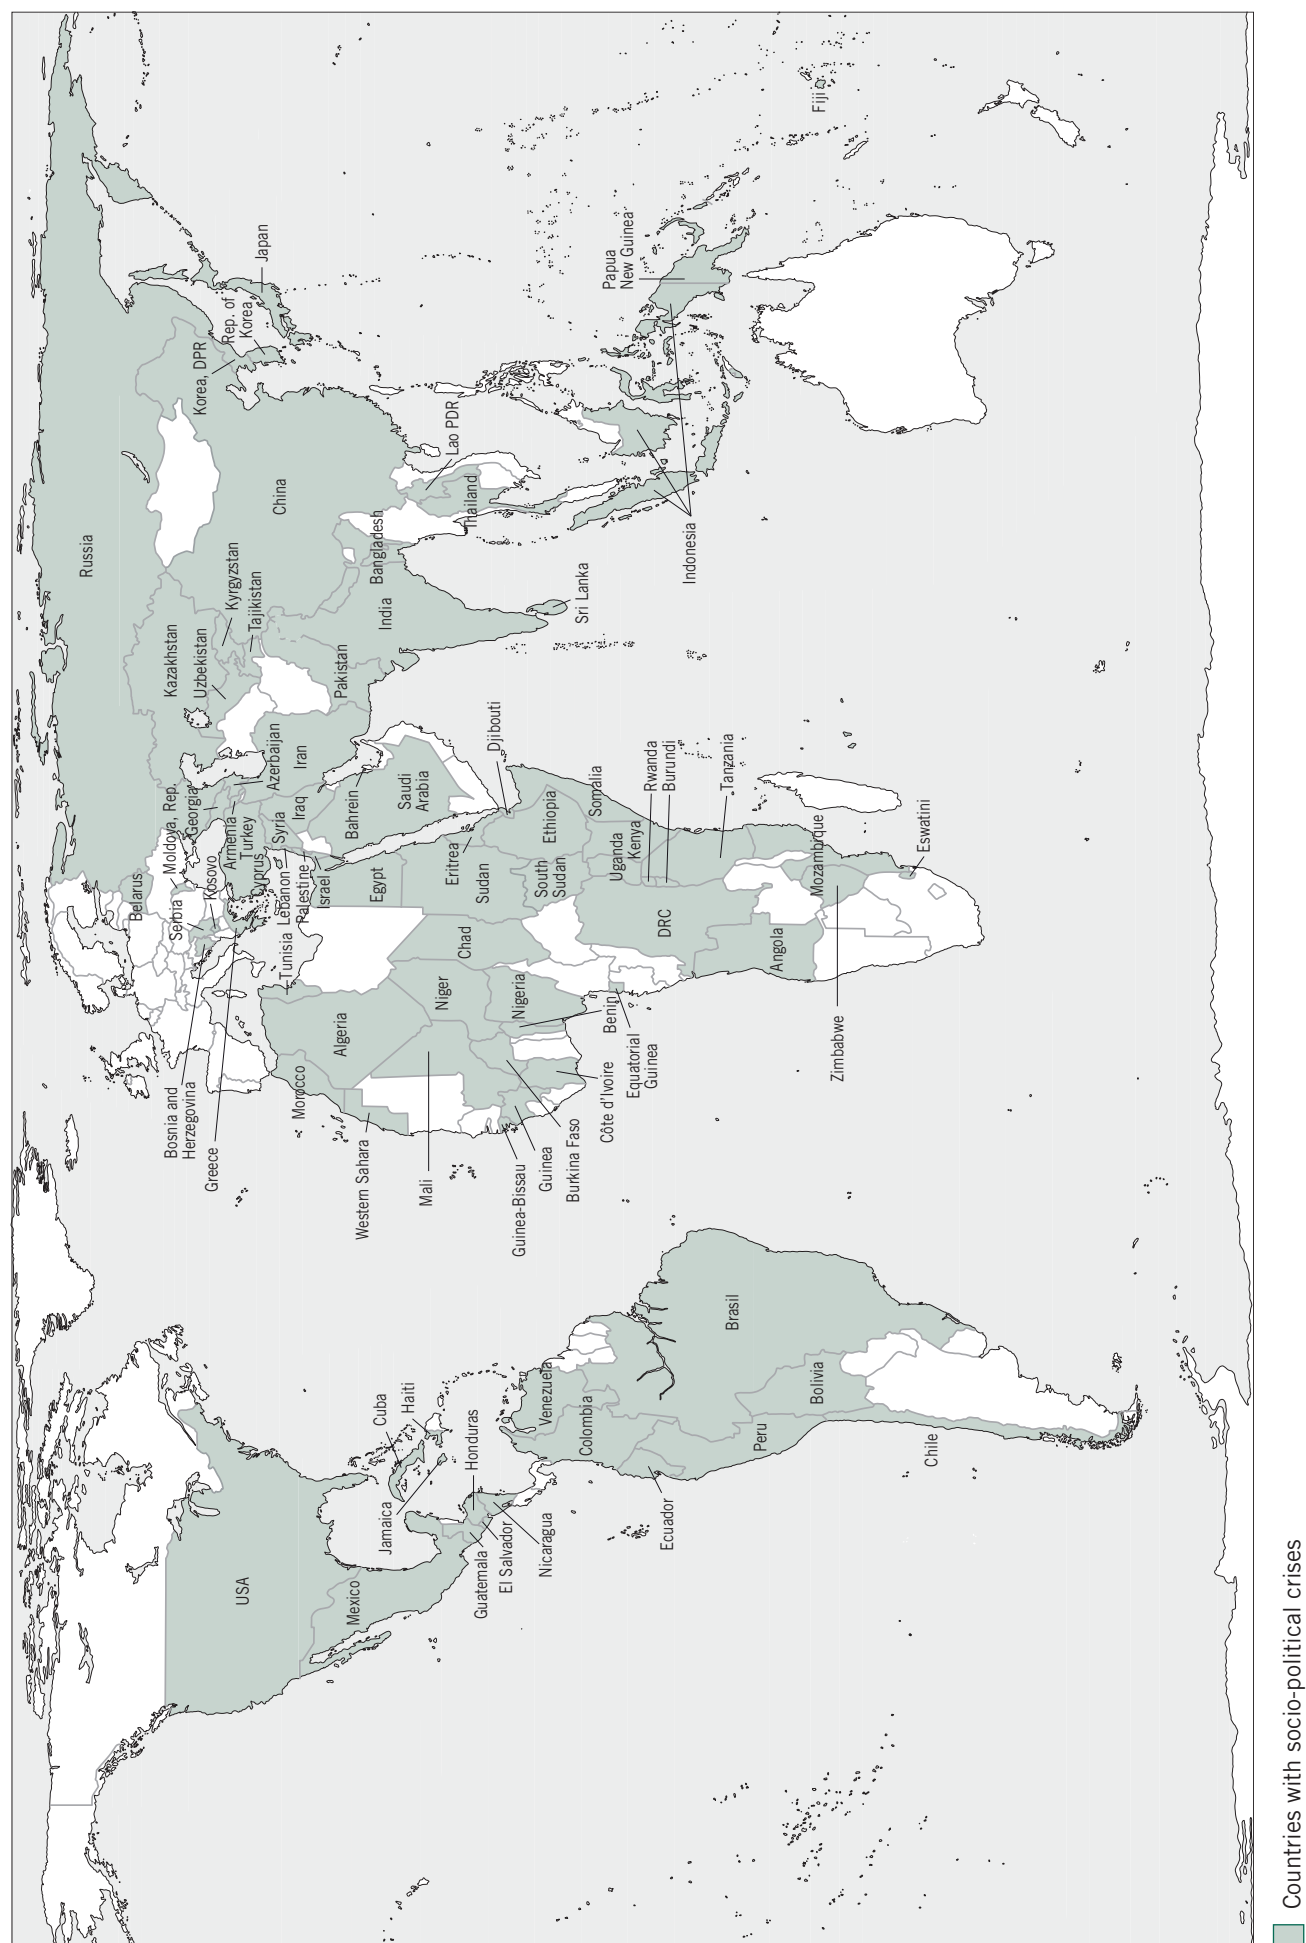 USA
Mexico
Guatemala
El Salvador
Nicaragua
Jamaica
Cuba
Haiti
Honduras
Venezuela
Colombia
Ecuador
Peru
Bolivia
Brasil
Chile
Bosnia and
Herzegovina
Greece
Western Sahara
Mali
Guinea-Bissau
Guinea
Burkina Faso
Côte d'Ivoire
Equatorial
Guinea
Benin
Zimbabwe
Morocco
Algeria
Tunisia
Niger
Nigeria
Chad
DRC
Angola
Belarus
Serbia
Kosovo
Moldova, Rep.
Georgia
Armenia
Turkey
Cyprus
Azerbaijan
Syria
Lebanon
Palestine
Israel
Iraq
Iran
Bahrein
Egypt
Saudi
Arabia
Eritrea
Sudan
South
Sudan
Ethiopia
Djibouti
Somalia
Uganda
Kenya
Rwanda
Burundi
Tanzania
Mozambique
Eswatini
Russia
Kazakhstan
Uzbekistan
Kyrgyzstan
Tajikistan
Pakistan
India
Bangladesh
Sri Lanka
China
Korea, DPR
Rep. of
Korea
Japan
Lao PDR
Thailand
Indonesia
Papua
New Guinea
Fiji
Countries with socio-political crises